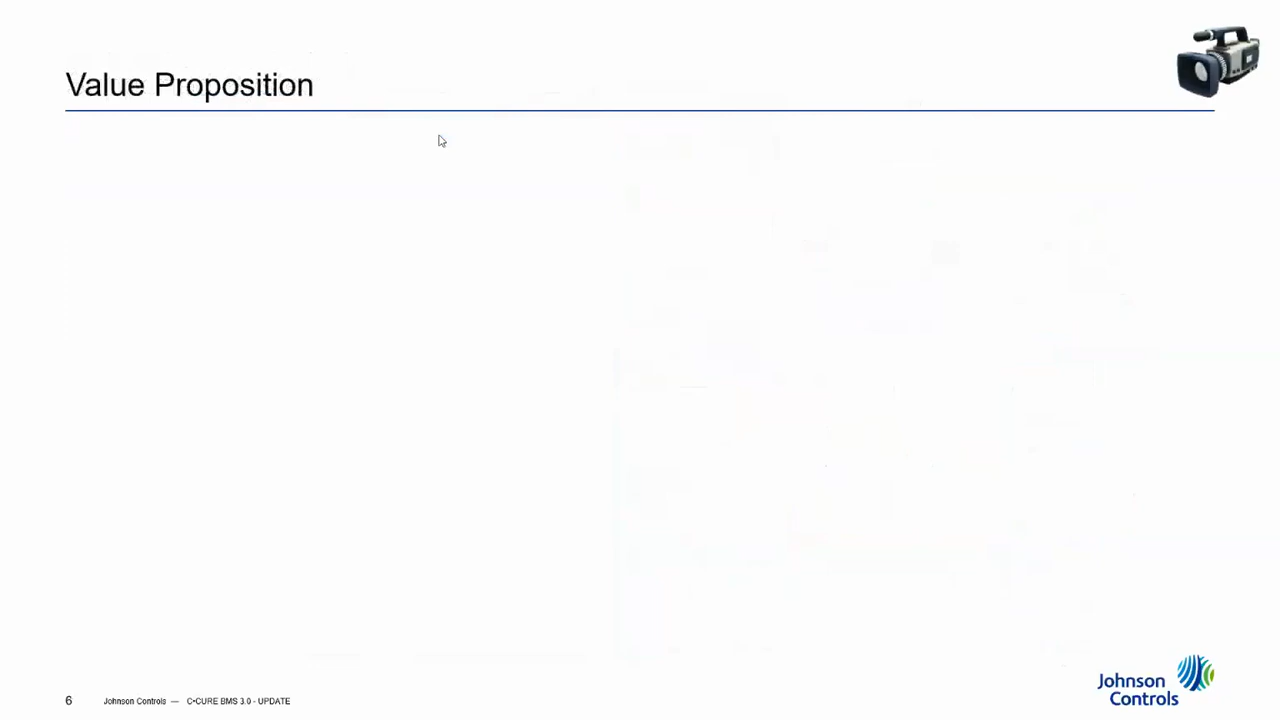 Value Proposition
6
Johnson Controls — C•CURE BMS 3.0 - UPDATE
Johnson
Controls